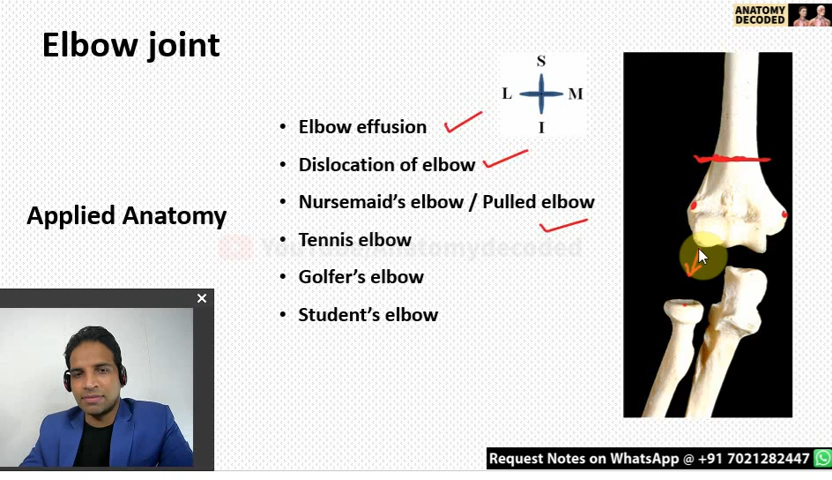 ANATOMY
DECODED
Elbow joint
S
L
M
I
• Elbow effusion
• Dislocation of elbow
• Nursemaid's elbow / Pulled elbow
• Tennis elbow
• Golfer's elbow
• Student's elbow
Applied Anatomy
YouTube/Anatomydecoded
Request Notes on WhatsApp @ +91 7021282447